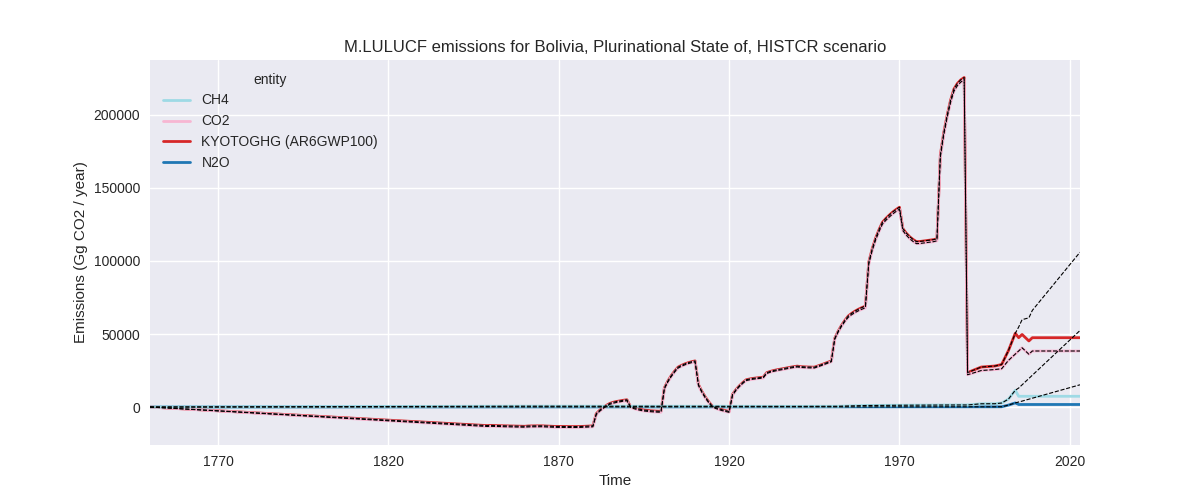 M.LULUCF emissions for Bolivia, Plurinational State of, HISTCR scenario
entity
CH4
CO2
KYOTOGHG (AR6GWP100)
N2O
Emissions (Gg CO2 / year)
200000
150000
100000
50000
0
1770
1820
1870
1920
1970
2020
Time